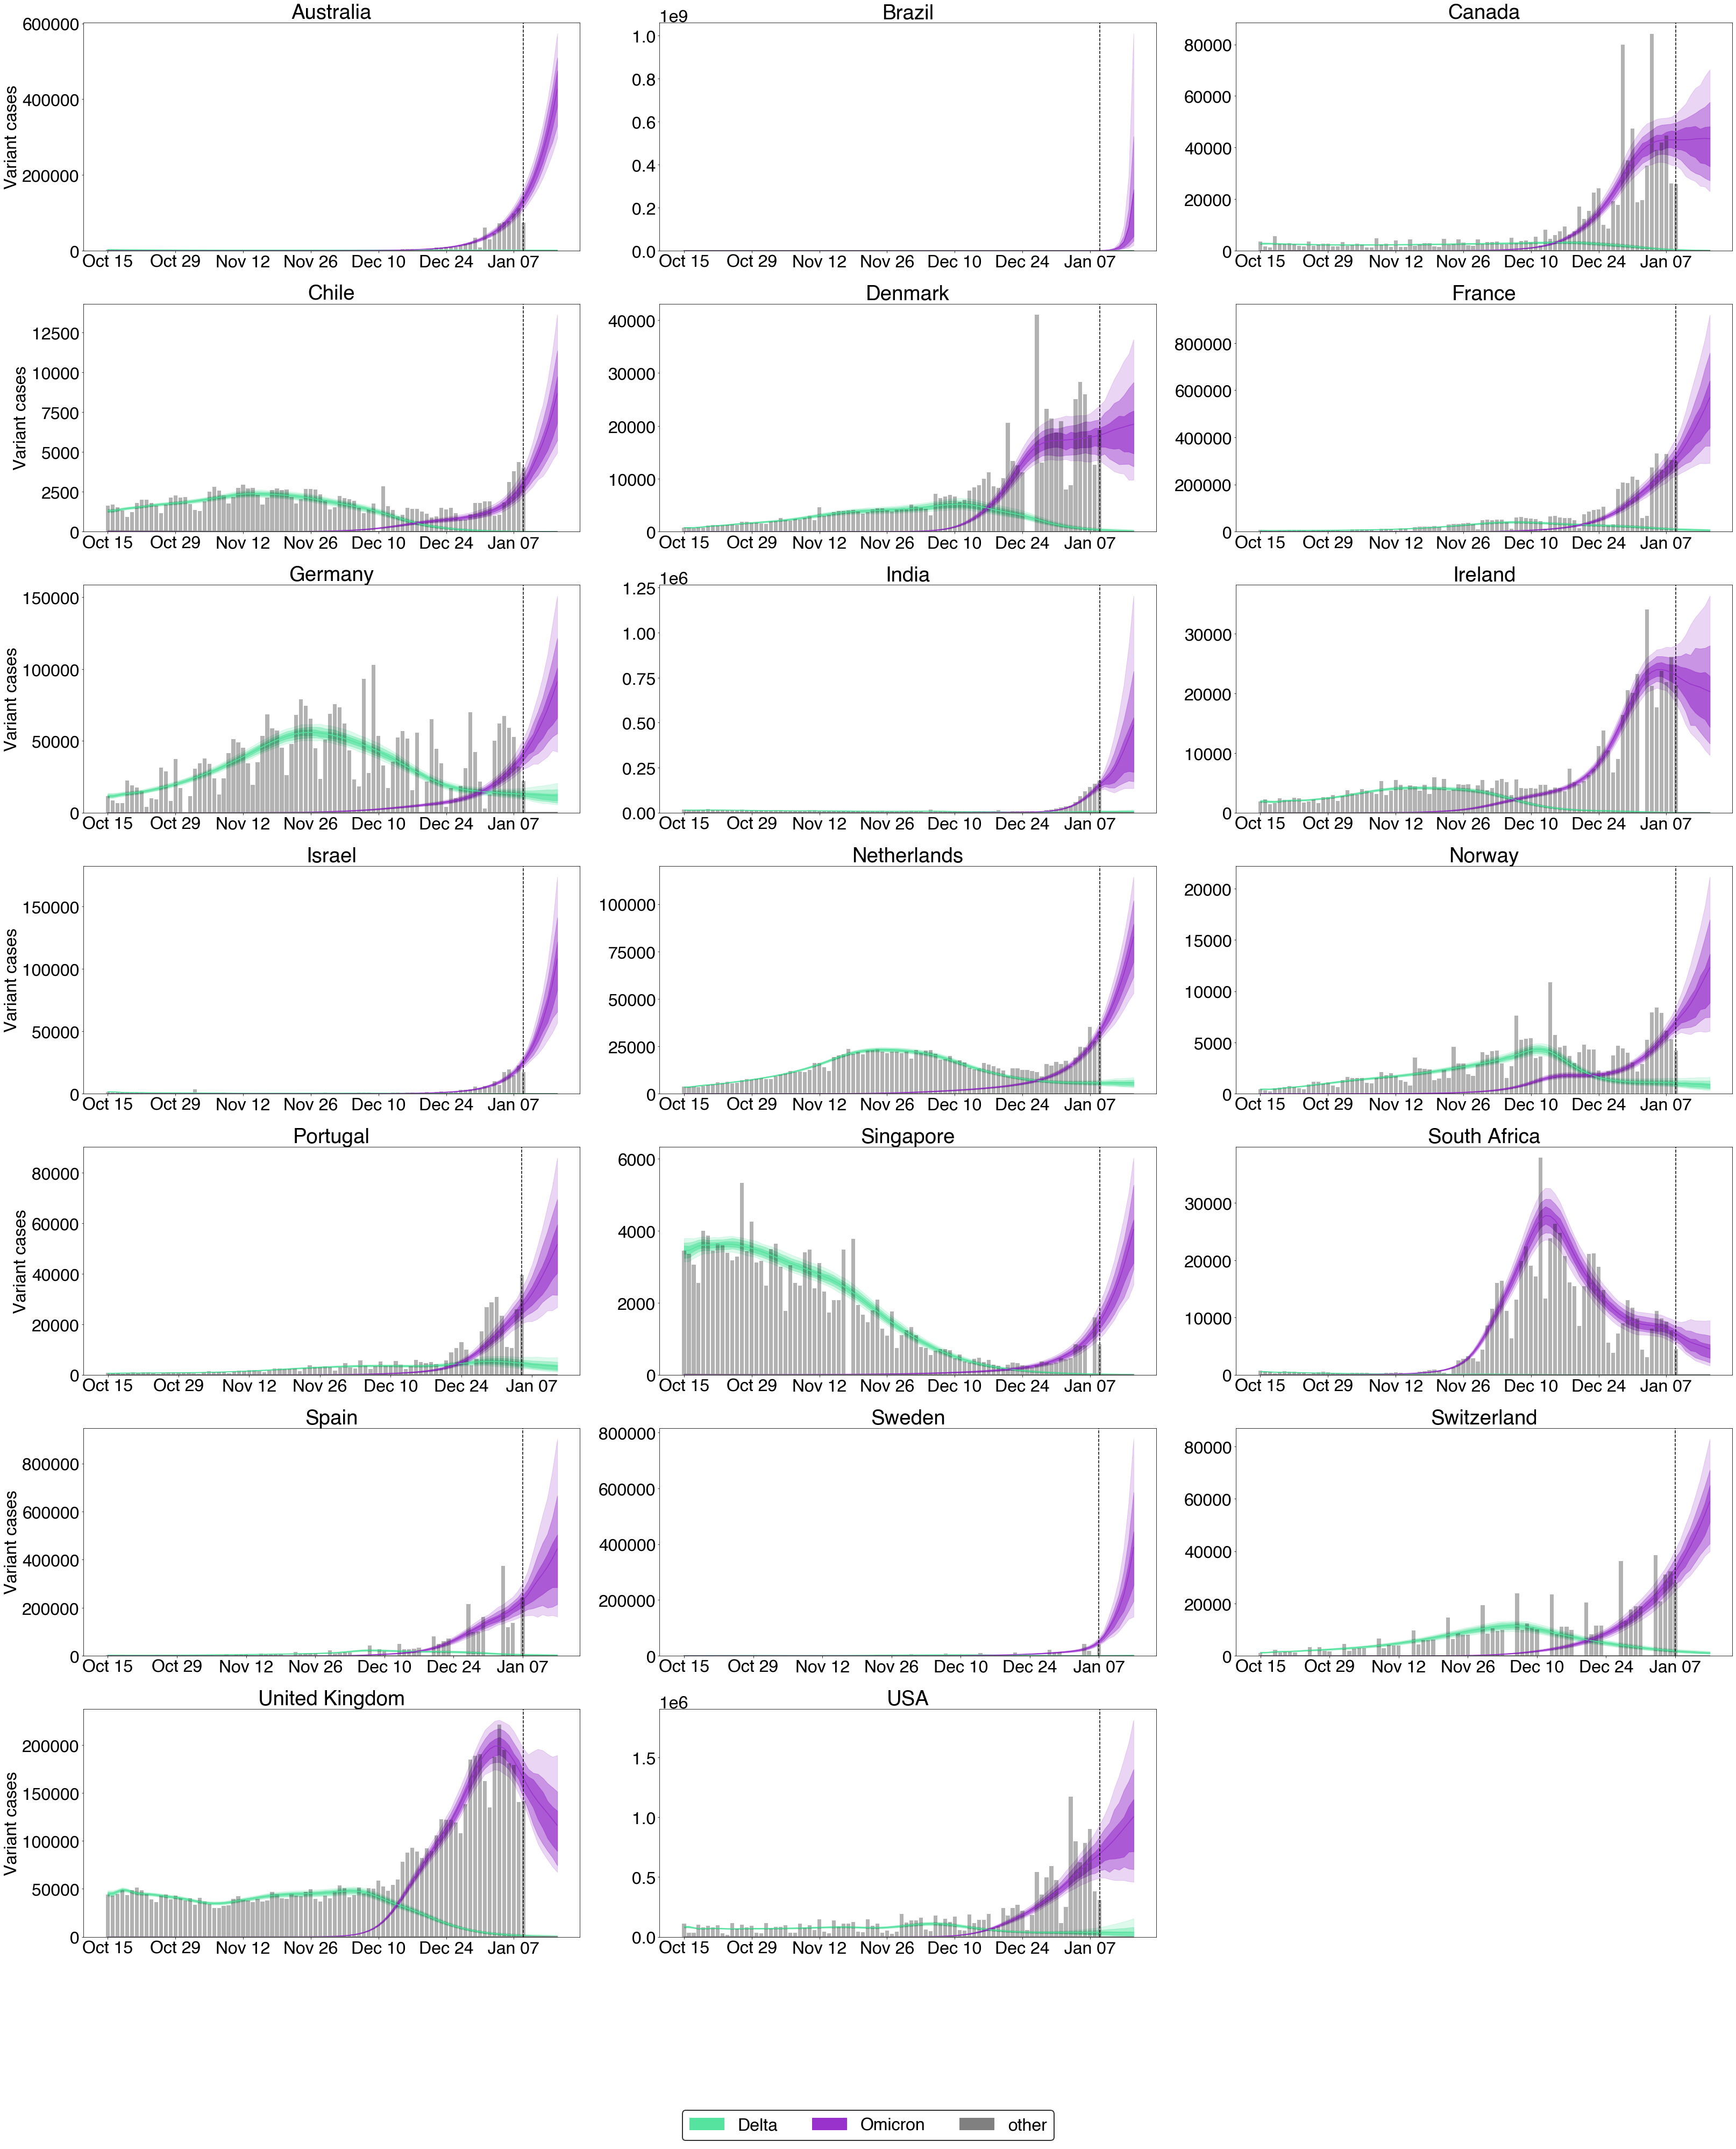 Australia
Brazil
Canada
Variant cases
600000
400000
200000
0
Oct 15 Oct 29 Nov 12 Nov 26 Dec 10 Dec 24 Jan 07
1e9
1.0
0.8
0.6
0.4
0.2
0.0
Oct 15 Oct 29 Nov 12 Nov 26 Dec 10 Dec 24 Jan 07
80000
60000
40000
20000
0
Oct 15 Oct 29 Nov 12 Nov 26 Dec 10 Dec 24 Jan 07
Chile
Denmark
France
Variant cases
12500
10000
7500
5000
2500
0
Oct 15 Oct 29 Nov 12 Nov 26 Dec 10 Dec 24 Jan 07
40000
30000
20000
10000
0
Oct 15 Oct 29 Nov 12 Nov 26 Dec 10 Dec 24 Jan 07
800000
600000
400000
200000
0
Oct 15 Oct 29 Nov 12 Nov 26 Dec 10 Dec 24 Jan 07
Germany
India
Ireland
Variant cases
150000
100000
50000
0
Oct 15 Oct 29 Nov 12 Nov 26 Dec 10 Dec 24 Jan 07
1e6
1.25
1.00
0.75
0.50
0.25
0.00
Oct 15 Oct 29 Nov 12 Nov 26 Dec 10 Dec 24 Jan 07
30000
20000
10000
0
Oct 15 Oct 29 Nov 12 Nov 26 Dec 10 Dec 24 Jan 07
Israel
Netherlands
Norway
Variant cases
150000
100000
50000
0
Oct 15 Oct 29 Nov 12 Nov 26 Dec 10 Dec 24 Jan 07
100000
75000
50000
25000
0
Oct 15 Oct 29 Nov 12 Nov 26 Dec 10 Dec 24 Jan 07
20000
15000
10000
5000
0
Oct 15 Oct 29 Nov 12 Nov 26 Dec 10 Dec 24 Jan 07
Portugal
Singapore
South Africa
Variant cases
80000
60000
40000
20000
0
Oct 15 Oct 29 Nov 12 Nov 26 Dec 10 Dec 24 Jan 07
6000
4000
2000
0
Oct 15 Oct 29 Nov 12 Nov 26 Dec 10 Dec 24 Jan 07
30000
20000
10000
0
Oct 15 Oct 29 Nov 12 Nov 26 Dec 10 Dec 24 Jan 07
Spain
Sweden
Switzerland
Variant cases
800000
600000
400000
200000
0
Oct 15 Oct 29 Nov 12 Nov 26 Dec 10 Dec 24 Jan 07
800000
600000
400000
200000
0
Oct 15 Oct 29 Nov 12 Nov 26 Dec 10 Dec 24 Jan 07
80000
60000
40000
20000
0
Oct 15 Oct 29 Nov 12 Nov 26 Dec 10 Dec 24 Jan 07
United Kingdom
USA
Variant cases
200000
150000
100000
50000
0
Oct 15 Oct 29 Nov 12 Nov 26 Dec 10 Dec 24 Jan 07
1e6
1.5
1.0
0.5
0.0
Oct 15 Oct 29 Nov 12 Nov 26 Dec 10 Dec 24 Jan 07
Delta Omicron other